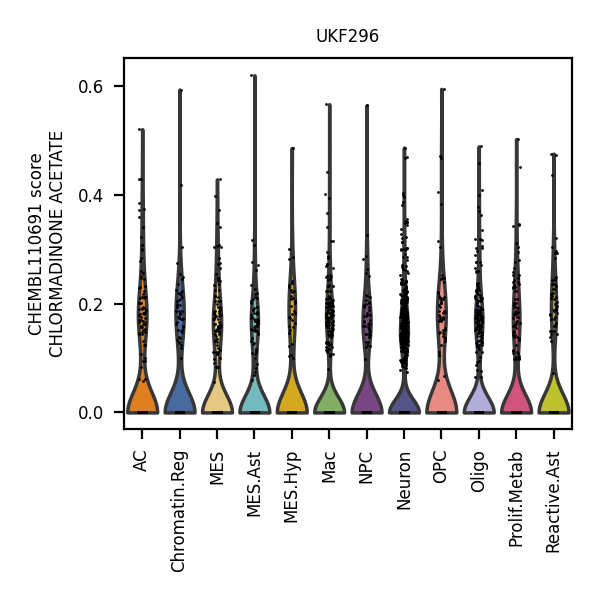 UKF296
CHEMBL110691 score
CHLORMADINONE ACETATE
0.6
0.4
0.2
0.0
AC
Chromatin.Reg
MES
MES.Ast
MES.Hyp
Mac
NPC
Neuron
OPC
Oligo
Prolif.Metab
Reactive.Ast